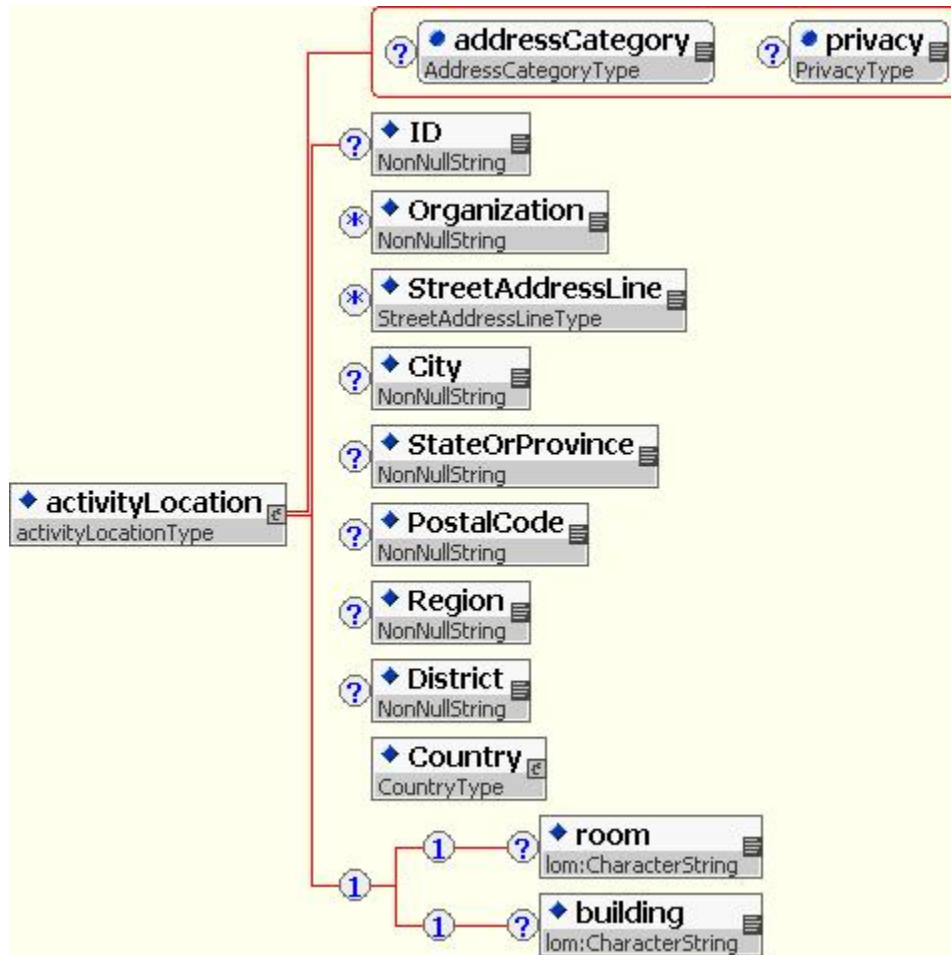 ? addressCategory ? privacy
AddressCategoryType PrivacyType
? ID
NonNullString
* Organization
NonNullString
* StreetAddressLine
StreetAddressLineType
? City
NonNullString
? StateOrProvince
NonNullString
activityLocation
activityLocationType
? PostalCode
NonNullString
? Region
NonNullString
? District
NonNullString
Country
CountryType
1 1 ? room
lom:CharacterString
1 ? building
lom:CharacterString